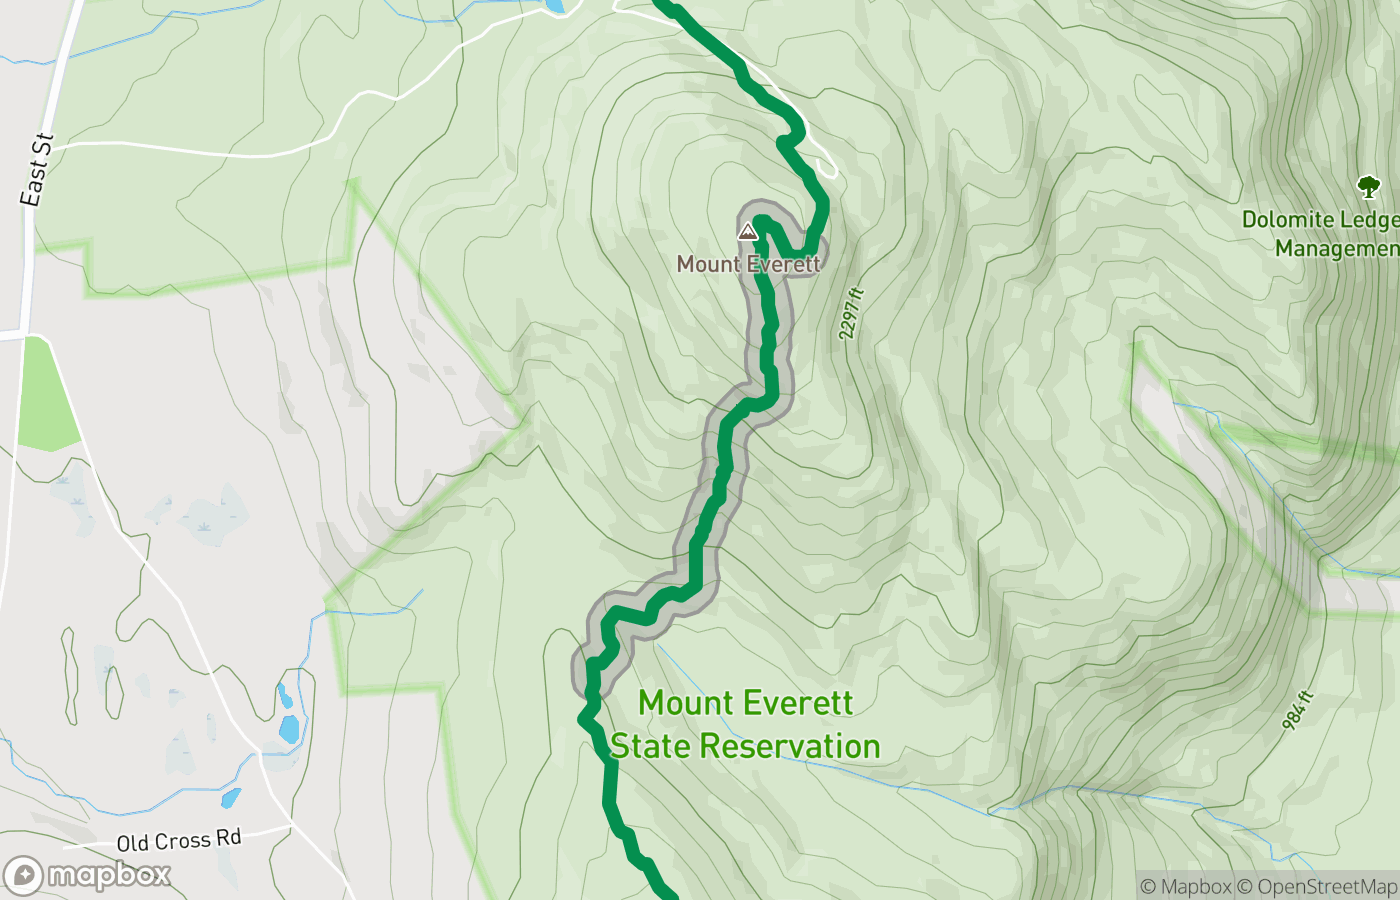 East St
Dolomite Ledge
Managemen
Mount Everett
2297 ft
Mount Everett
State Reservation
984 ft
Old Cross Rd
mapbox
© Mapbox © OpenStreetMap